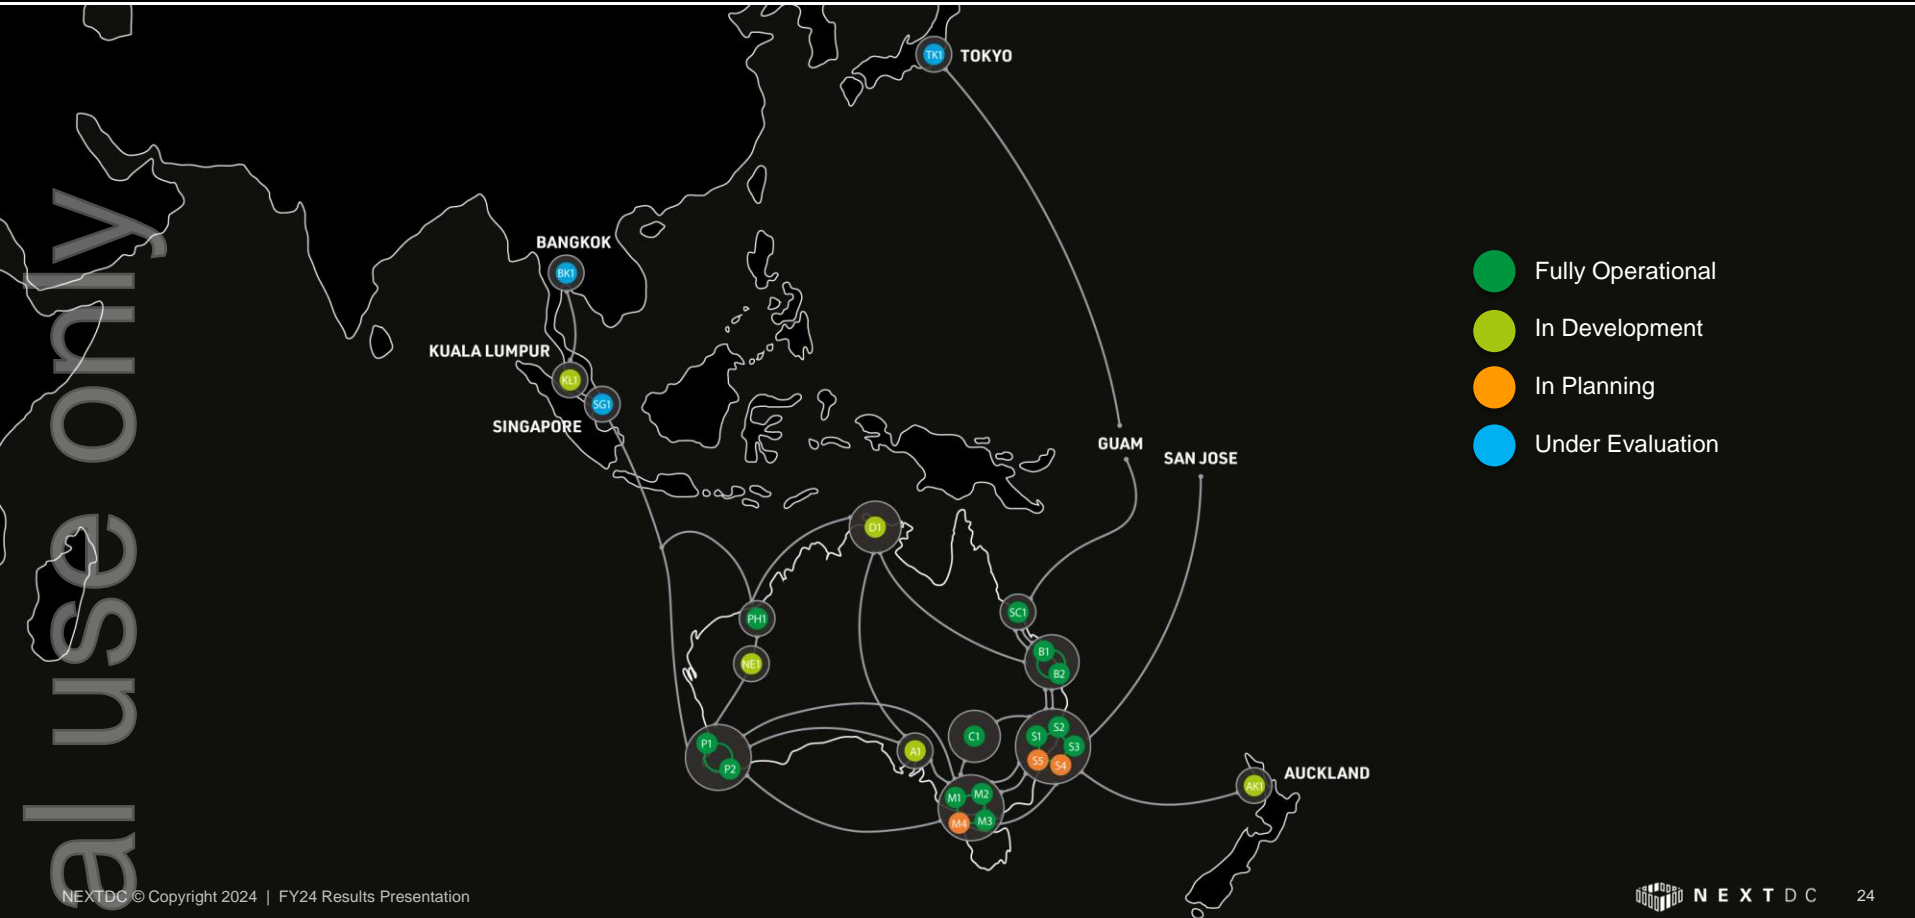 TK1 TOKYO
BANGKOK
BK1
KUALA LUMPUR
KL1
SG1
SINGAPORE
GUAM
SAN JOSE
D1
PH1
NE1
SC1
B1
B2
P1
P2
A1
C1
S1
S2
S3
S5
S4
M1
M2
M4
M3
AK1
AUCKLAND
Fully Operational
In Development
In Planning
Under Evaluation
al use only
NEXTDC © Copyright 2024 | FY24 Results Presentation
NEXTDC
24